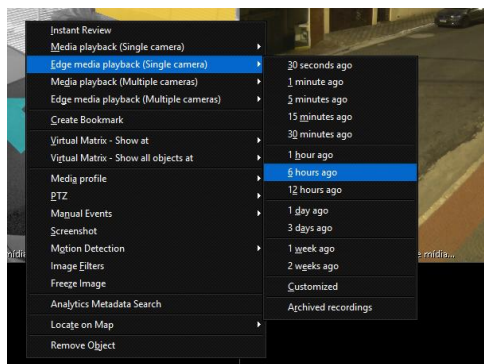 Instant Review
Media playback (Single camera)
Edge media playback (Single camera)
Media playback (Multiple cameras)
Edge media playback (Multiple cameras)
Create Bookmark
Virtual Matrix - Show at
Virtual Matrix - Show all objects at
Media profile
PTZ
Manual Events
Screenshot
Motion Detection
Image Filters
Freeze Image
Analytics Metadata Search
Locate on Map
Remove Object
30 seconds ago
1 minute ago
5 minutes ago
15 minutes ago
30 minutes ago
1 hour ago
6 hours ago
12 hours ago
1 day ago
3 days ago
1 week ago
2 weeks ago
Customized
Archived recordings
e mídia...